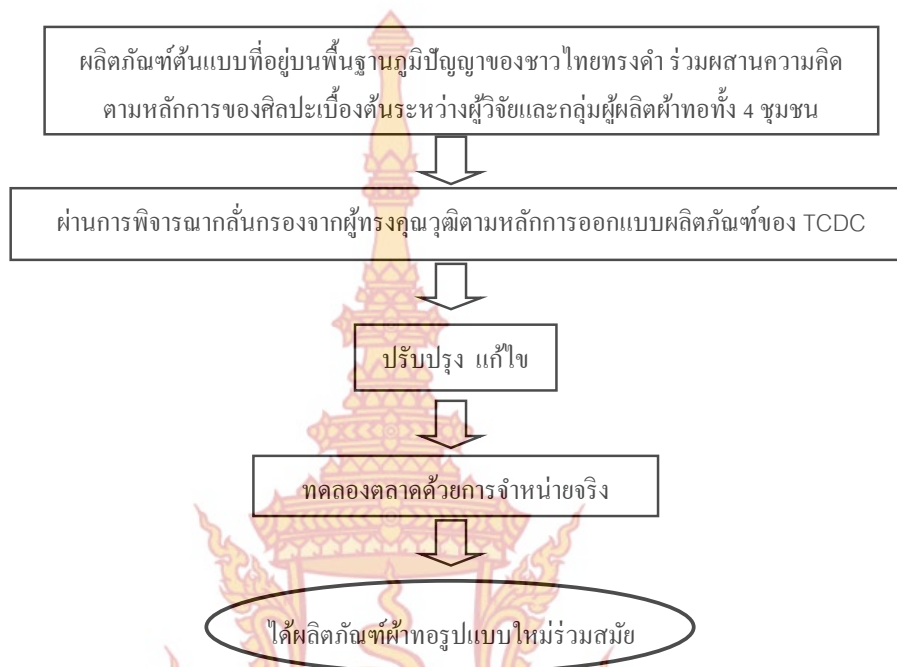 ผลิตภัณฑ์ต้นแบบที่อยู่บนพื้นฐานภูมิปัญญาของชาวไทยทรงดำ ร่วมผสานความคิด
ตามหลักการของศิลปะเบื้องต้นระหว่างผู้วิจัยและกลุ่มผู้ผลิตผ้าทอทั้ง 4 ชุมชน
ผ่านการพิจารณากลั่นกรองจากผู้ทรงคุณวุฒิตามหลักการออกแบบผลิตภัณฑ์ของ TCDC
ปรับปรุง แก้ไข
ทดลองตลาดด้วยการจำหน่ายจริง
ได้ผลิตภัณฑ์ผ้าทอรูปแบบใหม่ร่วมสมัย